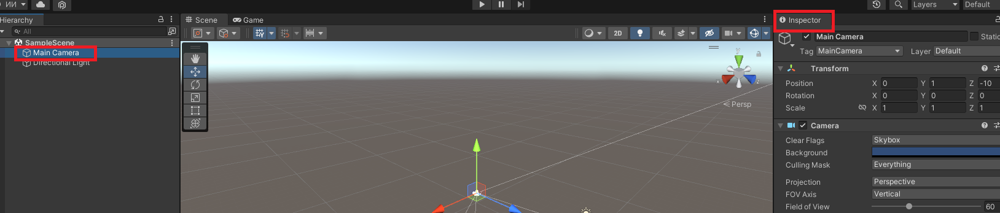 ИИ
Layers
Default
Hierarchy
All
SampleScene
Main Camera
Directional Light
Scene
Game
2D
y
x
z
Persp
Inspector
Main Camera
Static
Tag MainCamera Layer Default
Transform
Position X 0 Y 1 Z -10
Rotation X 0 Y 0 Z 0
Scale X 1 Y 1 Z 1
Camera
Clear Flags Skybox
Background
Culling Mask Everything
Projection Perspective
FOV Axis Vertical
Field of View 60